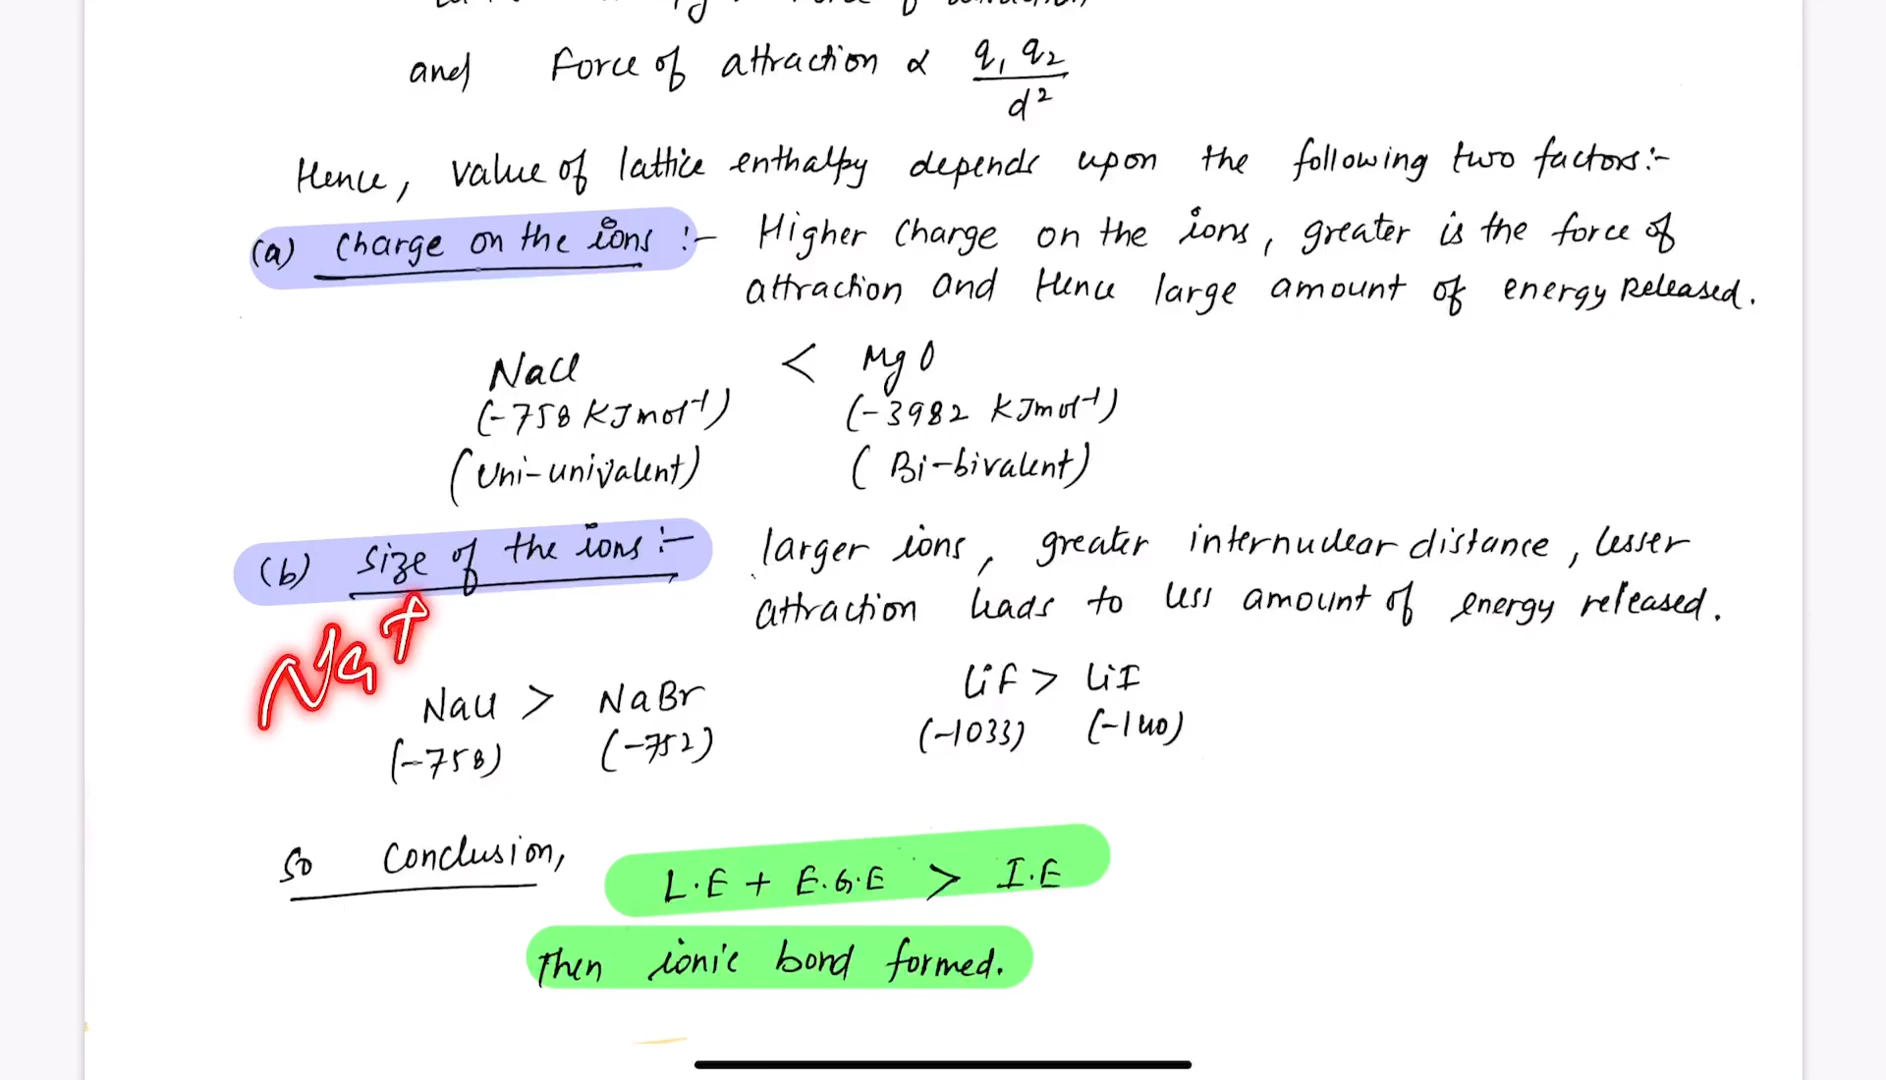 and Force of attraction ∝ q1 q2 / d²
Hence, value of lattice enthalpy depends upon the following two factors:-
(a) Charge on the ions :- Higher charge on the ions, greater is the force of
attraction and Hence large amount of energy released.
NaCl < MgO
(-758 KJmol⁻¹) (-3982 KJmol⁻¹)
(Uni-univalent) (Bi-bivalent)
(b) Size of the ions :- larger ions, greater internuclear distance, lesser
attraction leads to less amount of energy released.
Na+
NaCl > NaBr LiF > LiI
(-758) (-752) (-1033) (-140)
So Conclusion,
L.E + E.G.E > I.E
Then ionic bond formed.